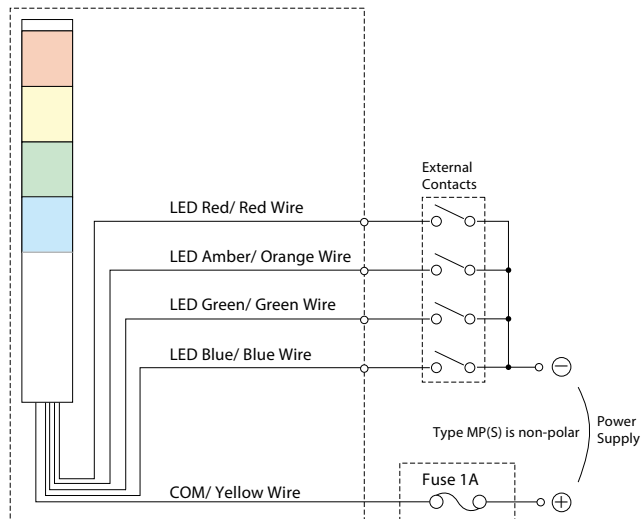 External
Contacts
LED Red/ Red Wire
LED Amber/ Orange Wire
LED Green/ Green Wire
LED Blue/ Blue Wire
−
Type MP(S) is non-polar
Power
Supply
COM/ Yellow Wire
Fuse 1A
+